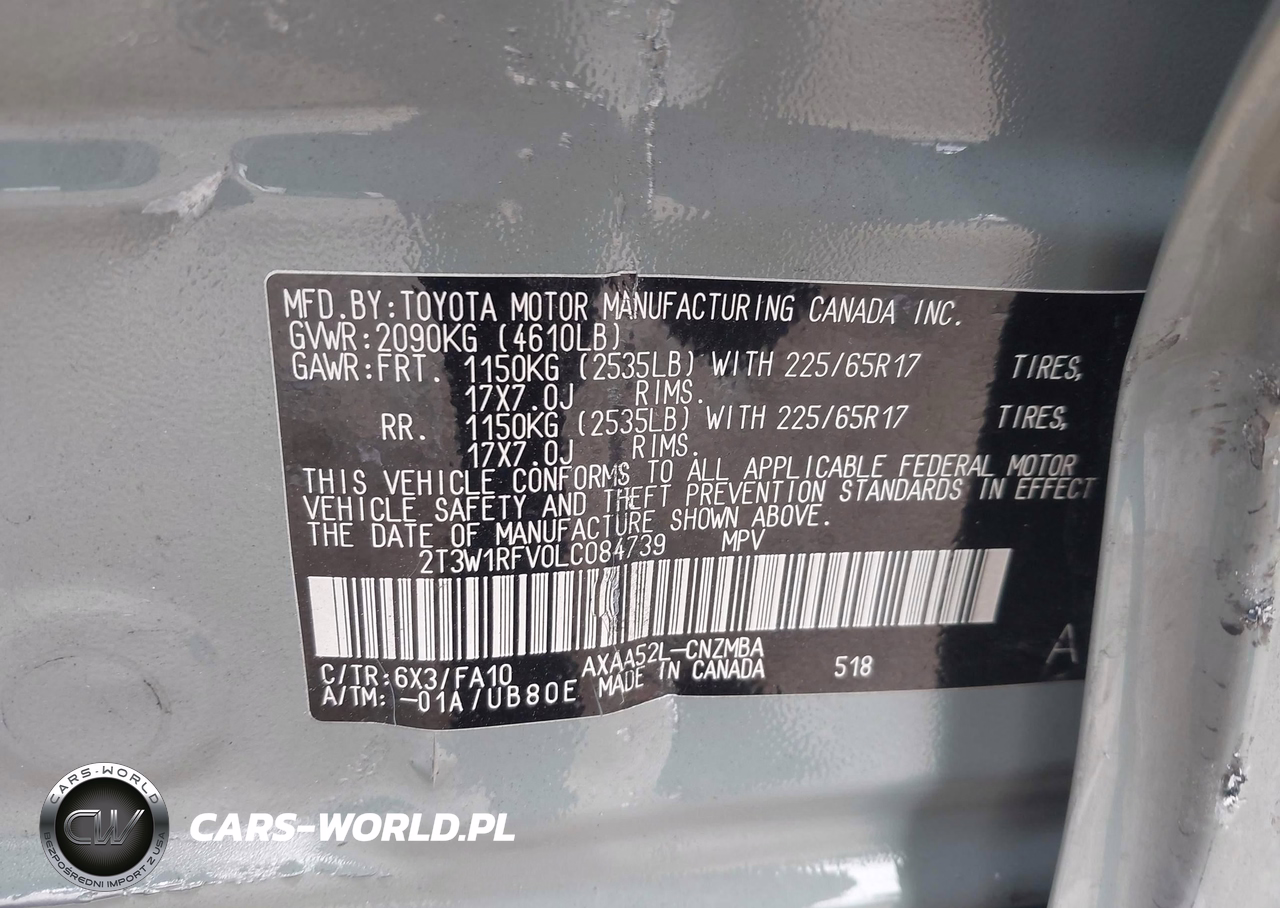 MFD.BY:TOYOTA MOTOR MANUFACTURING CANADA INC.
GVWR:2090KG (4610LB)
GAWR:FRT. 1150KG (2535LB) WITH 225/65R17 TIRES,
17X7.0J RIMS.
RR. 1150KG (2535LB) WITH 225/65R17 TIRES,
17X7.0J RIMS.
THIS VEHICLE CONFORMS TO ALL APPLICABLE FEDERAL MOTOR
VEHICLE SAFETY AND THEFT PREVENTION STANDARDS IN EFFECT
THE DATE OF MANUFACTURE SHOWN ABOVE.
2T3W1RFV0LC084739 MPV
C/TR:6X3/FA10 AXAA52L-CNZMBA 518 A
A/TM:-01A/UB80E MADE IN CANADA
CARS-WORLD
CW
BEZPOŚREDNI IMPORT Z USA
CARS-WORLD.PL